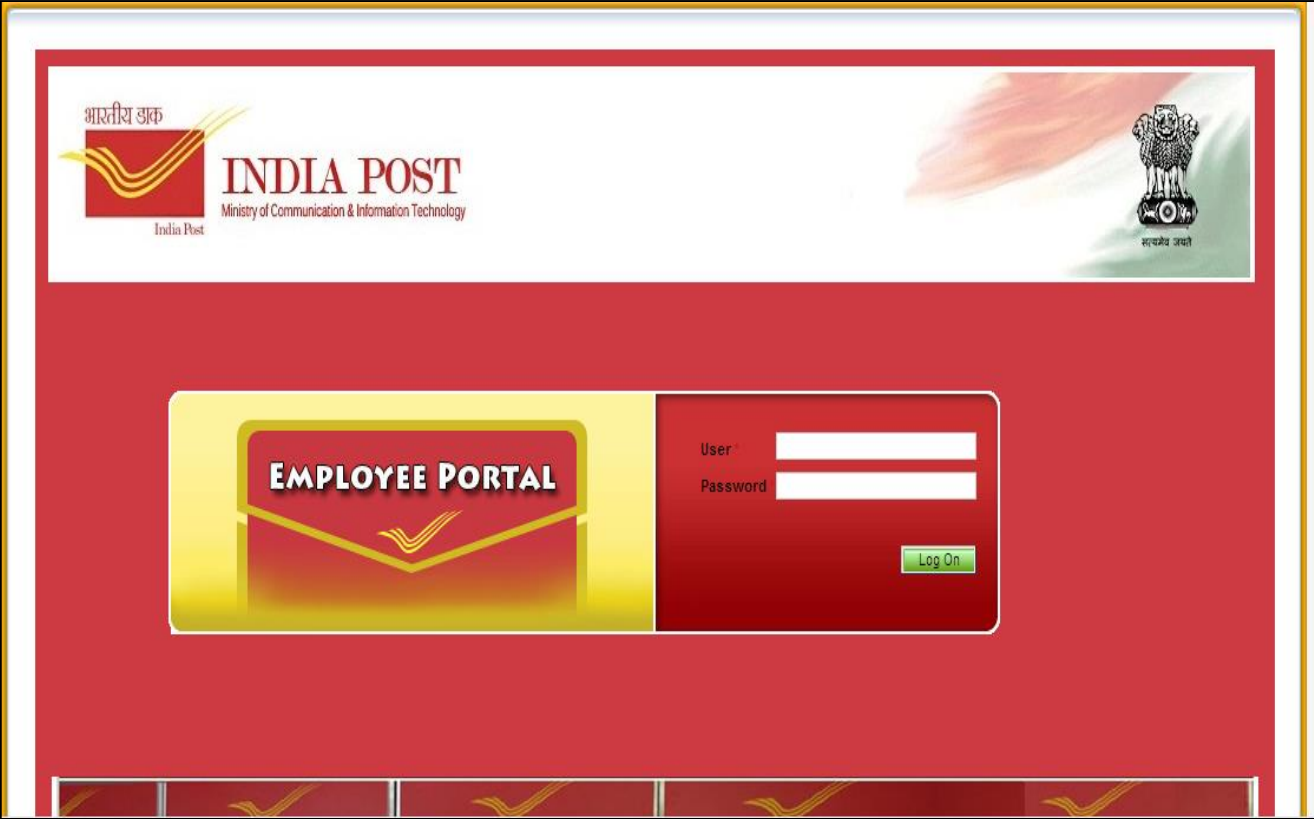 भारतीय डाक
INDIA POST
Ministry of Communication & Information Technology
India Post
सत्यमेव जयते
EMPLOYEE PORTAL
User *
Password
Log On